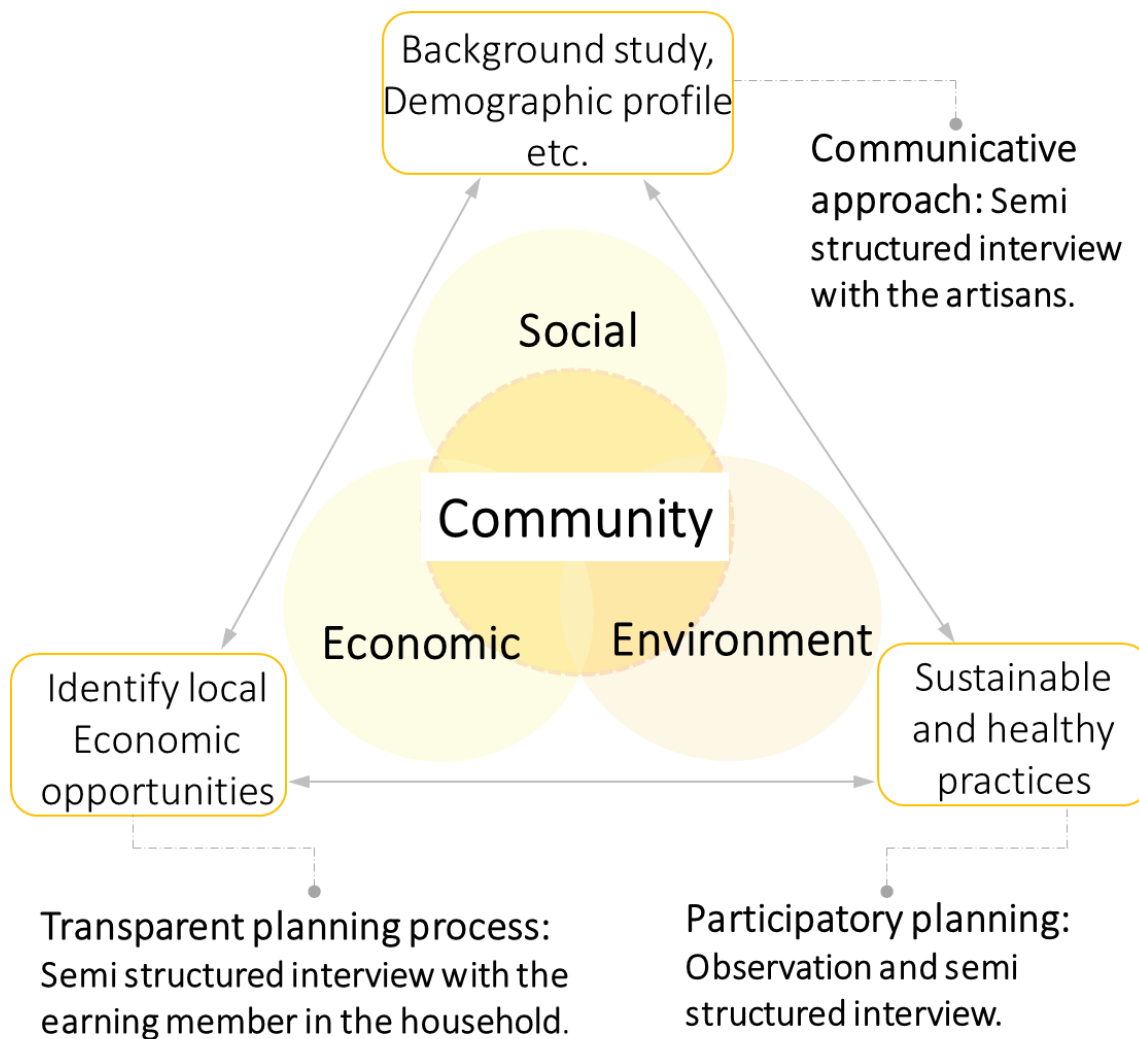 Background study,
Demographic profile
etc.
Communicative
approach: Semi
structured interview
with the artisans.
Social
Community
Economic
Environment
Identify local
Economic
opportunities
Sustainable
and healthy
practices
Transparent planning process:
Semi structured interview with the
earning member in the household.
Participatory planning:
Observation and semi
structured interview.